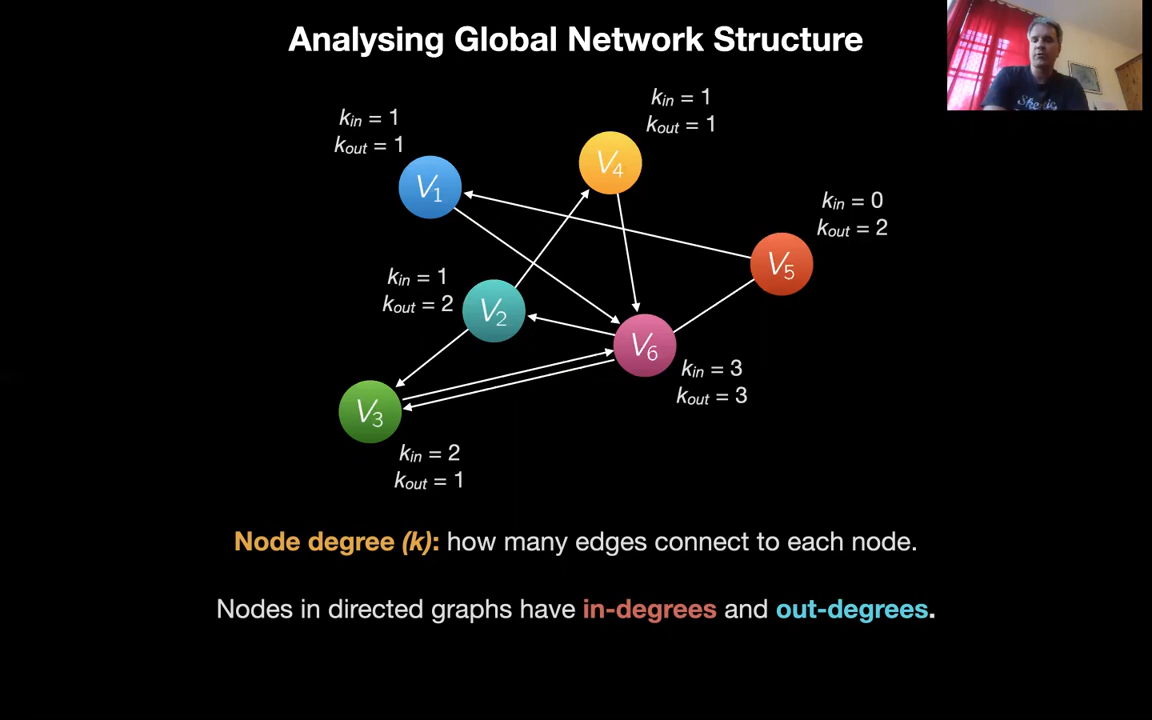 Analysing Global Network Structure
kin = 1
kout = 1
kin = 1
kout = 1
V4
V1
kin = 0
kout = 2
V5
kin = 1
kout = 2
V2
V6
kin = 3
kout = 3
V3
kin = 2
kout = 1
Node degree (k): how many edges connect to each node.
Nodes in directed graphs have in-degrees and out-degrees.